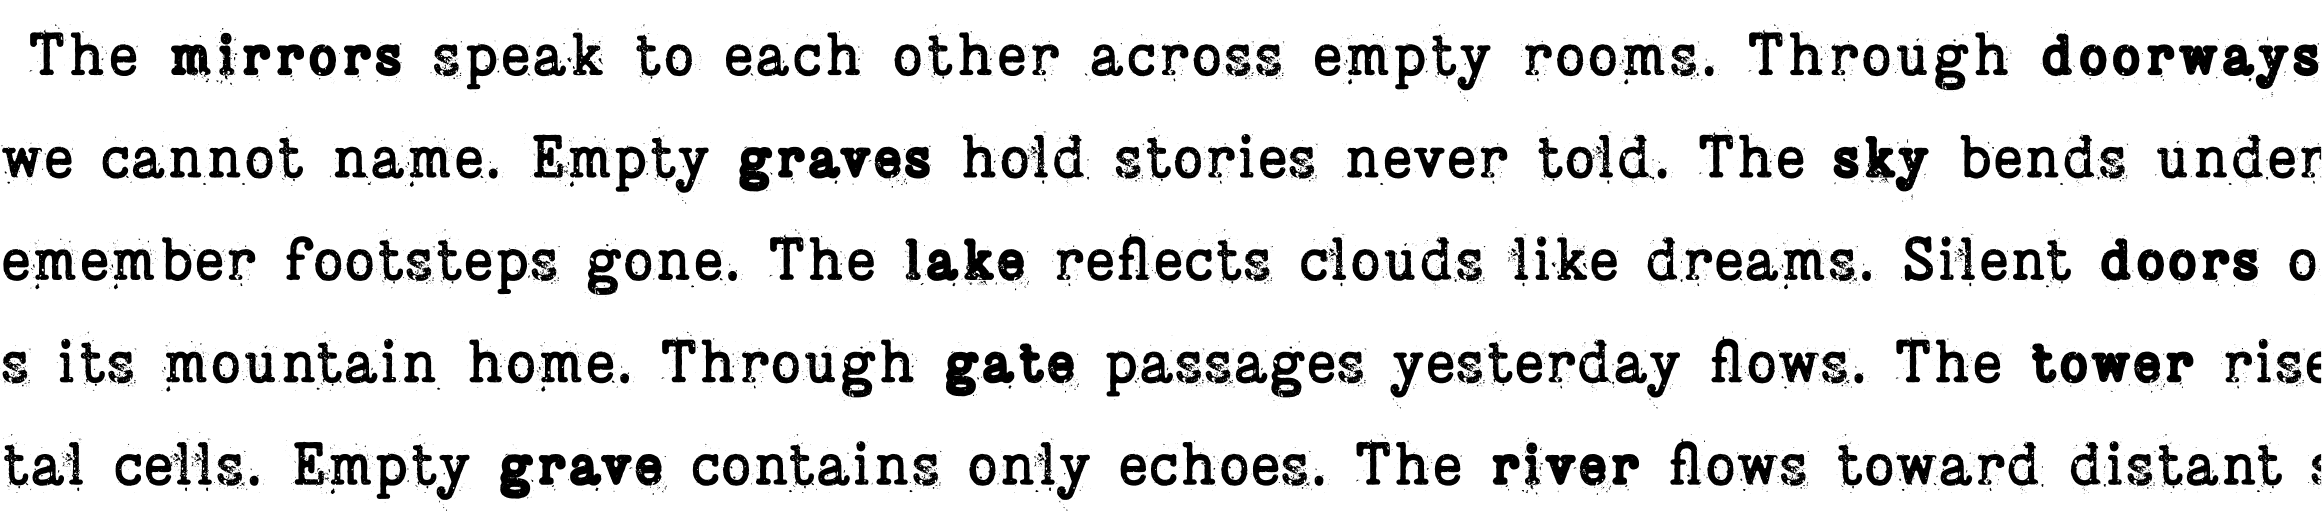 The mirrors speak to each other across empty rooms. Through doorways
we cannot name. Empty graves hold stories never told. The sky bends under
emember footsteps gone. The lake reflects clouds like dreams. Silent doors o
s its mountain home. Through gate passages yesterday flows. The tower rise
tal cells. Empty grave contains only echoes. The river flows toward distant s